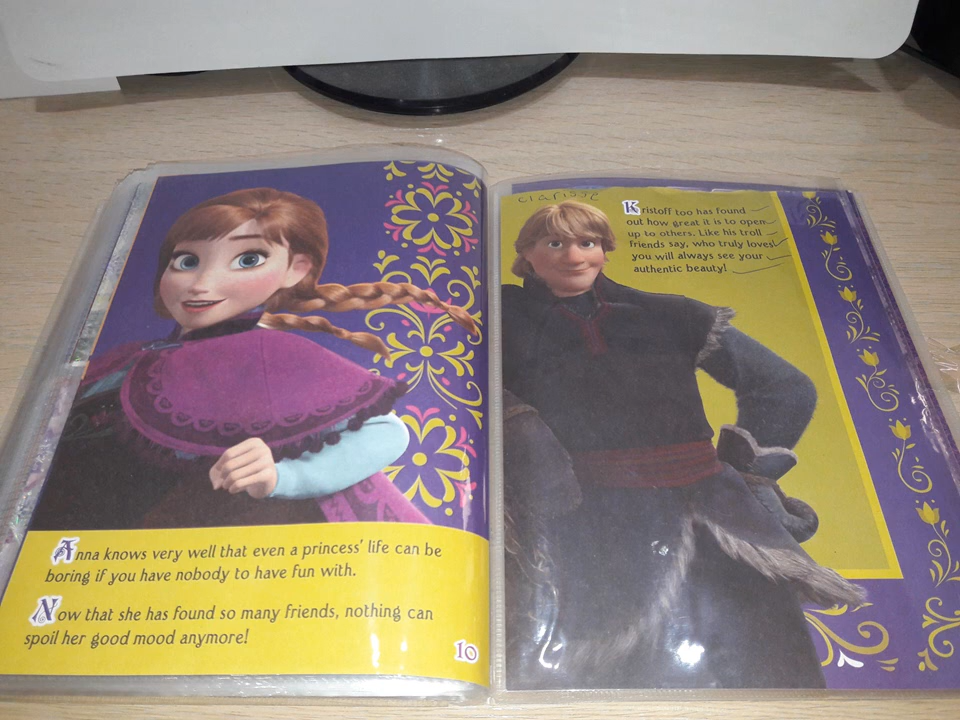 Anna knows very well that even a princess' life can be
boring if you have nobody to have fun with.
Now that she has found so many friends, nothing can
spoil her good mood anymore!
10
clarisse
Kristoff too has found
out how great it is to open
up to others. Like his troll
friends say, who truly loves
you will always see your
authentic beauty!